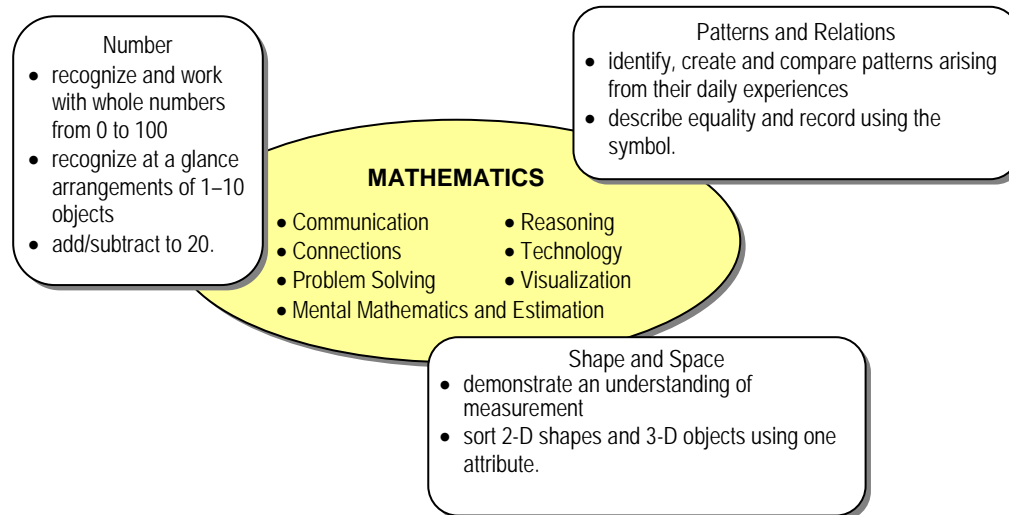 Number
• recognize and work
with whole numbers
from 0 to 100
• recognize at a glance
arrangements of 1–10
objects
• add/subtract to 20.
Patterns and Relations
• identify, create and compare patterns arising
from their daily experiences
• describe equality and record using the
symbol.
MATHEMATICS
• Communication
• Connections
• Problem Solving
• Mental Mathematics and Estimation
• Reasoning
• Technology
• Visualization
Shape and Space
• demonstrate an understanding of
measurement
• sort 2-D shapes and 3-D objects using one
attribute.